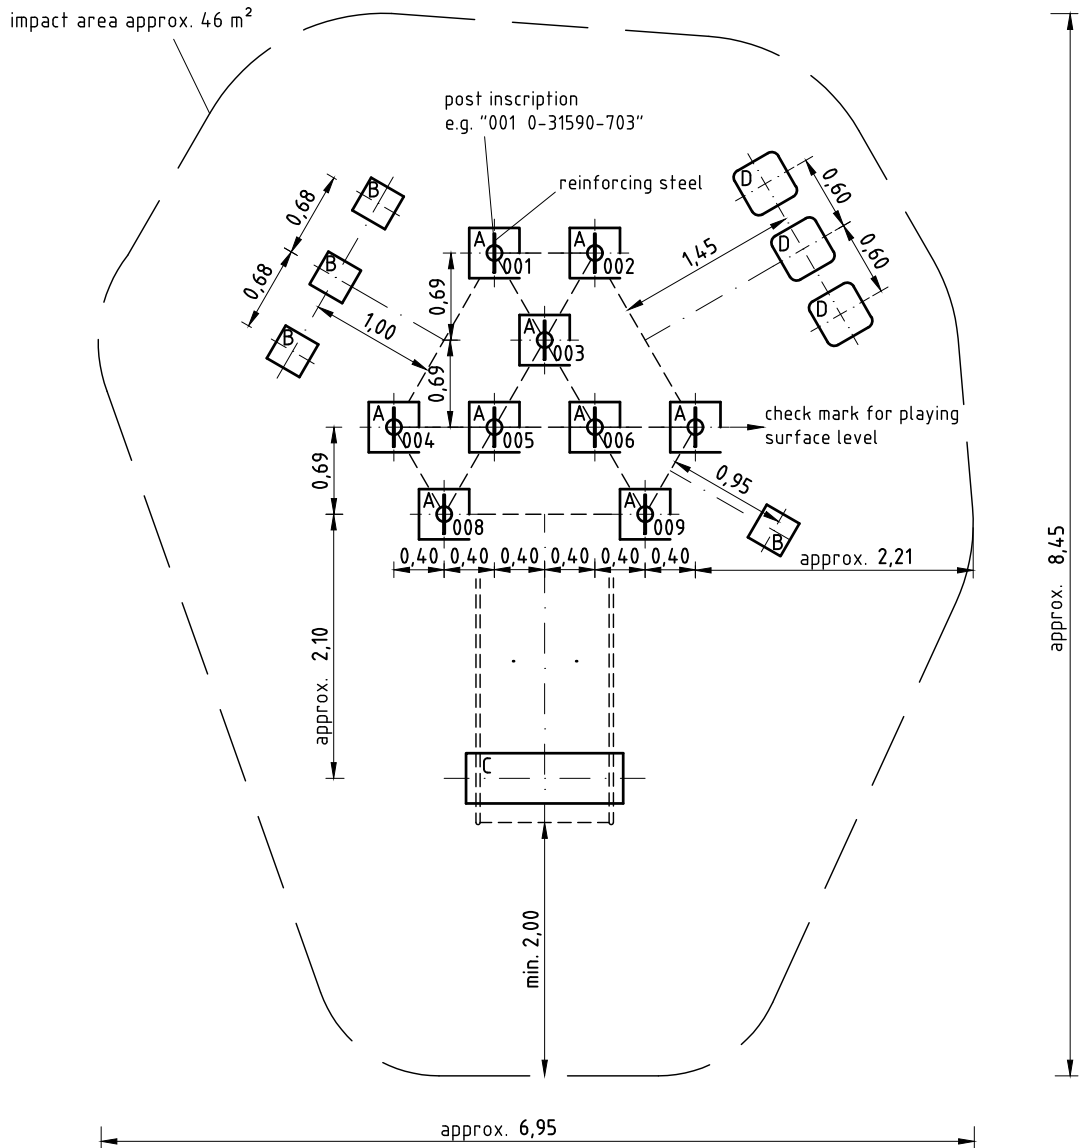 impact area approx. 46 m²
post inscription
e.g. "001 0-31590-703"
reinforcing steel
B
B
B
0,68
0,68
1,00
A
001
A
002
D
D
D
0,60
0,60
1,45
0,69
0,69
A
003
A
004
A
005
A
006
A
check mark for playing
surface level
0,69
A
008
A
009
0,95
B
0,40 0,40 0,40 0,40 0,40 0,40
approx. 2,21
approx. 8,45
approx. 2,10
C
min. 2,00
approx. 6,95